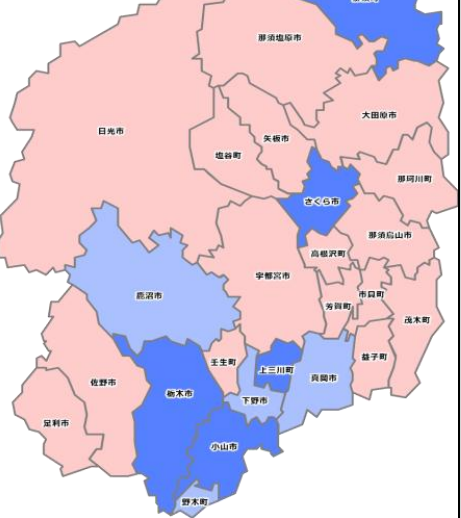 那須塩原市
大田原市
日光市
矢板市
塩谷町
那珂川町
さくら市
那須烏山市
高根沢町
宇都宮市
鹿沼市
市貝町
芳賀町
茂木町
益子町
壬生町
上三川町
真岡市
佐野市
栃木市
下野市
足利市
小山市
野木町